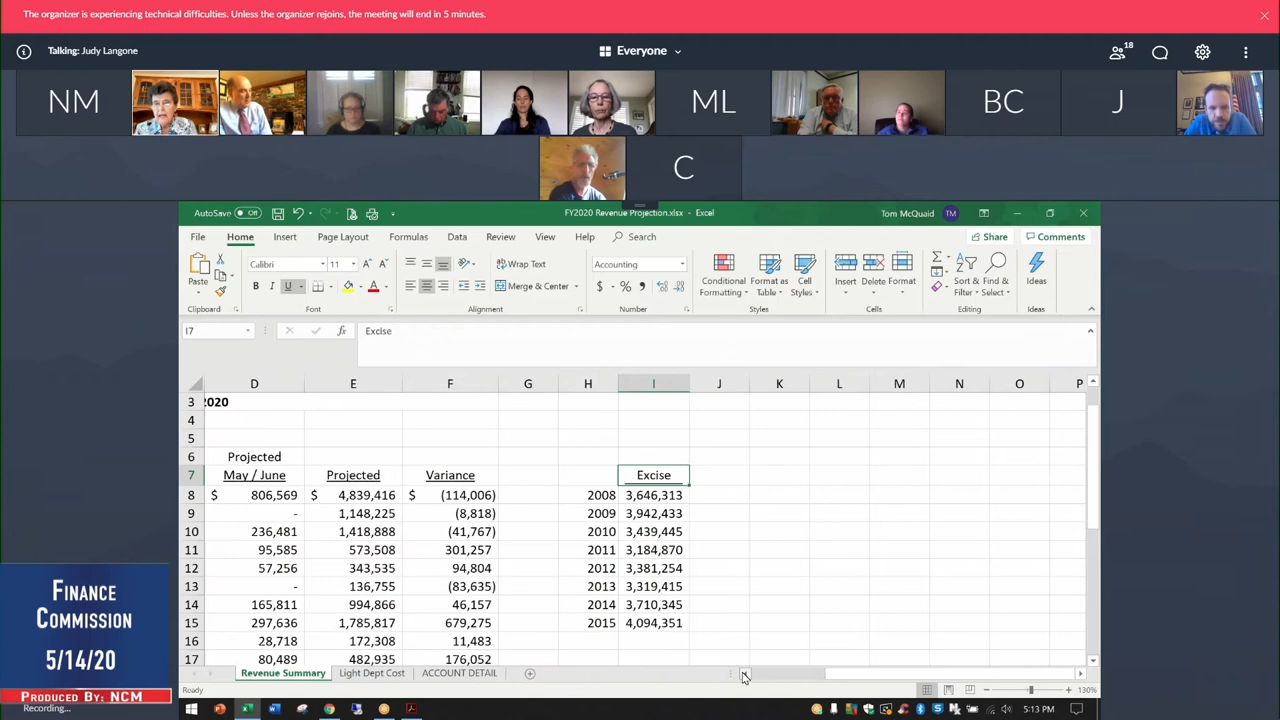 The organizer is experiencing technical difficulties. Unless the organizer rejoins, the meeting will end in 5 minutes.
Talking: Judy Langone
Everyone
18
NM
ML
BC
J
C
AutoSave Off
FY2020 Revenue Projection.xlsx - Excel
Tom McQuaid TM
File Home Insert Page Layout Formulas Data Review View Help Search
Share Comments
Paste
Calibri 11
B I U
Wrap Text
Merge & Center
Accounting
$ % ,
Conditional Formatting
Format as Table
Cell Styles
Insert Delete Format
Sort & Filter
Find & Select
Ideas
Clipboard Font Alignment Number Styles Cells Editing Ideas
I7 fx Excise
D E F G H I J K L M N O P
3 2020
4
5
6 Projected
7 May / June Projected Variance Excise
8 $ 806,569 $ 4,839,416 $ (114,006) 2008 3,646,313
9 - 1,148,225 (8,818) 2009 3,942,433
10 236,481 1,418,888 (41,767) 2010 3,439,445
11 95,585 573,508 301,257 2011 3,184,870
12 57,256 343,535 94,804 2012 3,381,254
13 - 136,755 (83,635) 2013 3,319,415
14 165,811 994,866 46,157 2014 3,710,345
15 297,636 1,785,817 679,275 2015 4,094,351
16 28,718 172,308 11,483
17 80,489 482,935 176,052
Revenue Summary Light Dept Cost ACCOUNT DETAIL
Ready
130%
5:13 PM
Finance
Commission
5/14/20
Produced By: NCM
Recording...